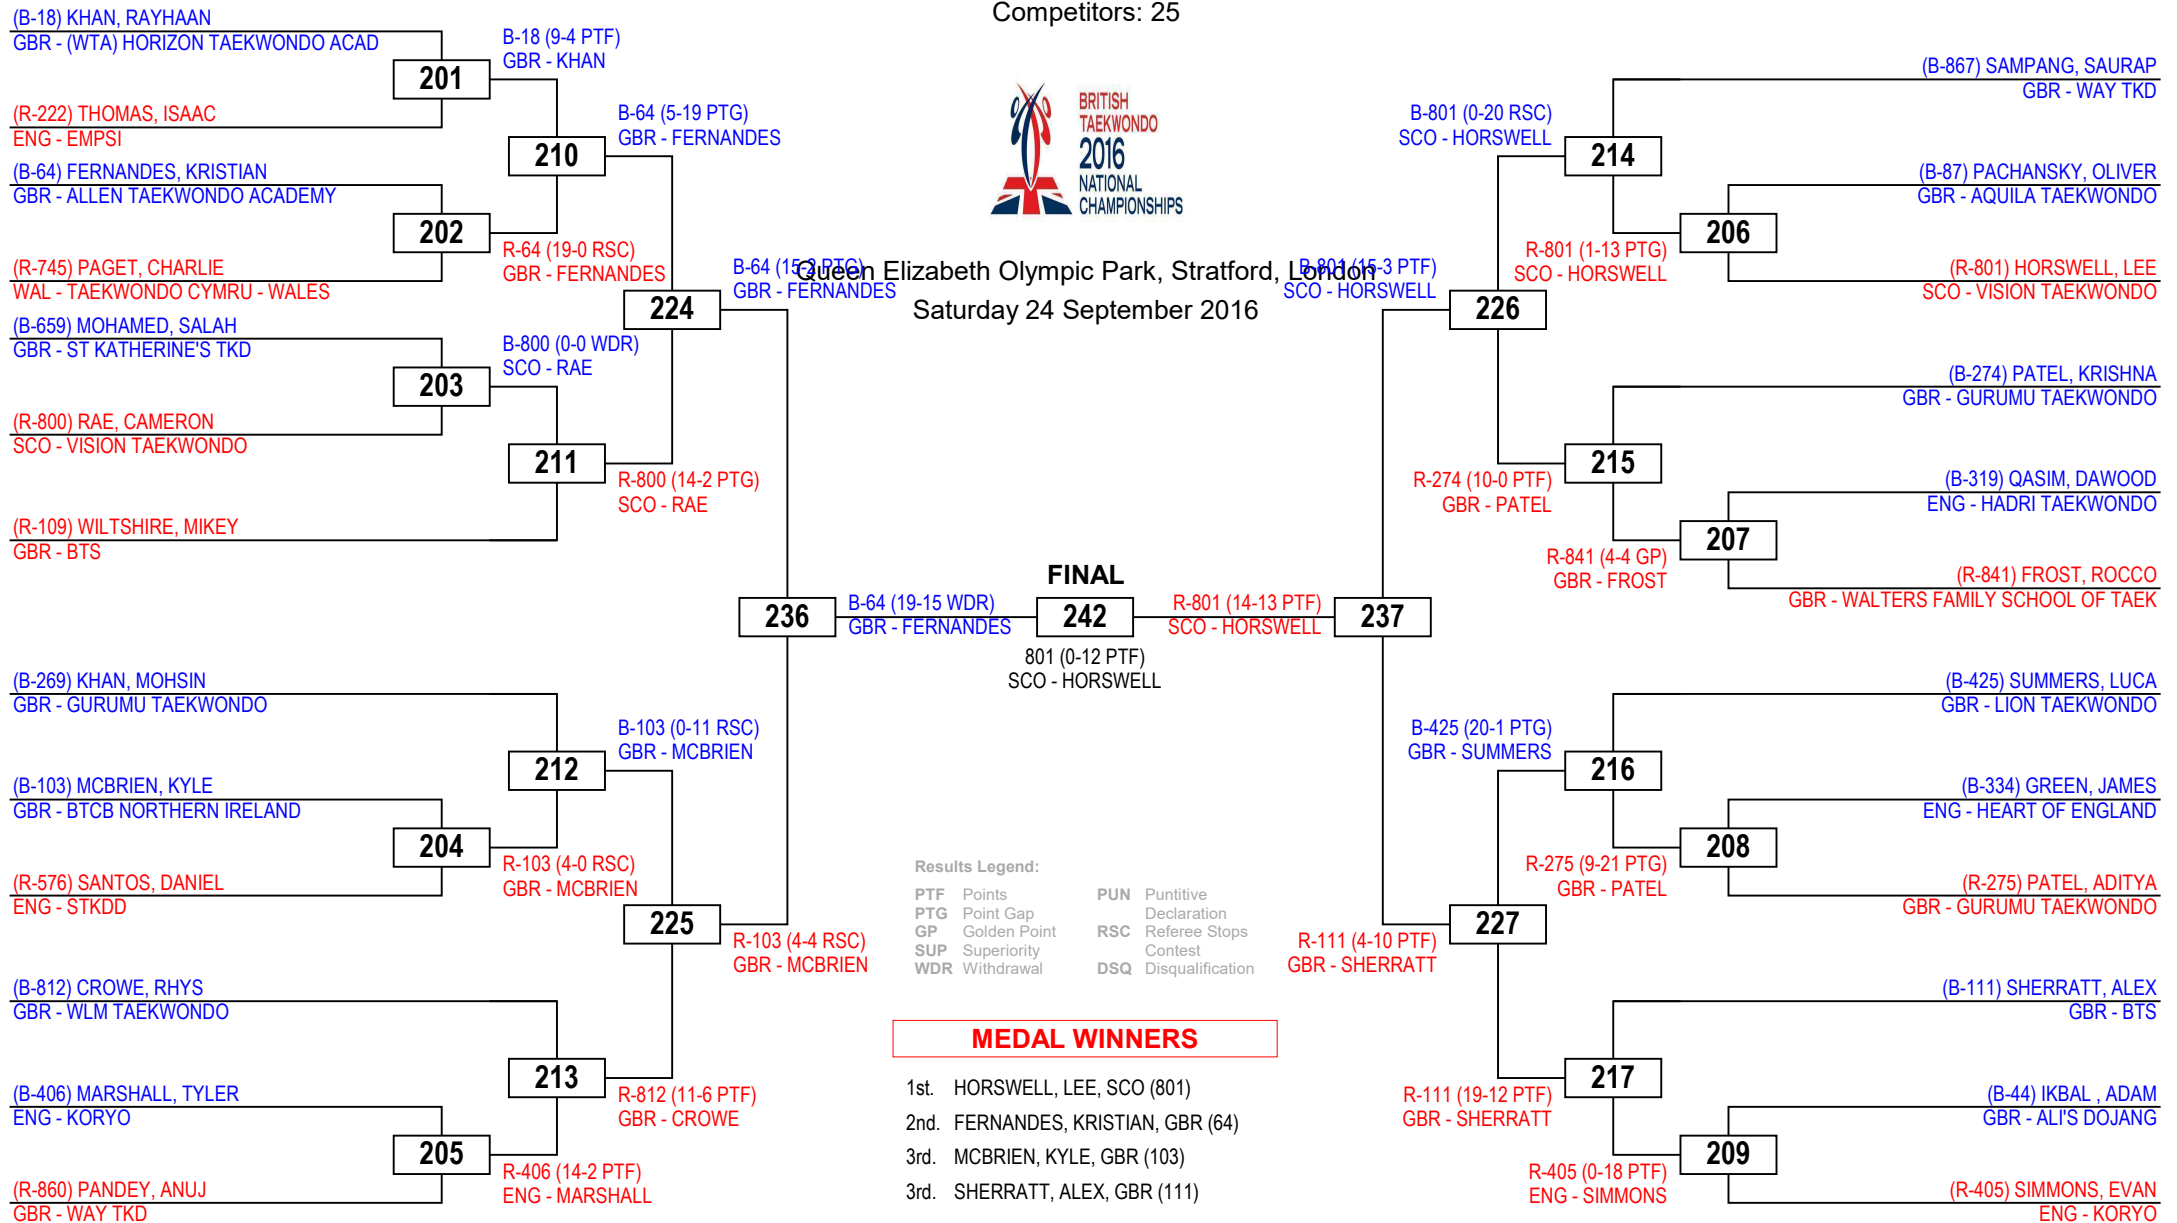 Competitors: 25
BRITISH
TAEKWONDO
2016
NATIONAL
CHAMPIONSHIPS
Queen Elizabeth Olympic Park, Stratford, London
Saturday 24 September 2016
(B-18) KHAN, RAYHAAN
GBR - (WTA) HORIZON TAEKWONDO ACAD
201
(R-222) THOMAS, ISAAC
ENG - EMPSI
B-18 (9-4 PTF)
GBR - KHAN
(B-64) FERNANDES, KRISTIAN
GBR - ALLEN TAEKWONDO ACADEMY
202
(R-745) PAGET, CHARLIE
WAL - TAEKWONDO CYMRU - WALES
R-64 (19-0 RSC)
GBR - FERNANDES
210
B-64 (5-19 PTG)
GBR - FERNANDES
(B-659) MOHAMED, SALAH
GBR - ST KATHERINE'S TKD
203
(R-800) RAE, CAMERON
SCO - VISION TAEKWONDO
B-800 (0-0 WDR)
SCO - RAE
211
(R-109) WILTSHIRE, MIKEY
GBR - BTS
R-800 (14-2 PTG)
SCO - RAE
224
B-64 (15-2 PTG)
GBR - FERNANDES
(B-269) KHAN, MOHSIN
GBR - GURUMU TAEKWONDO
212
B-103 (0-11 RSC)
GBR - MCBRIEN
(B-103) MCBRIEN, KYLE
GBR - BTCB NORTHERN IRELAND
204
(R-576) SANTOS, DANIEL
ENG - STKDD
R-103 (4-0 RSC)
GBR - MCBRIEN
225
R-103 (4-4 RSC)
GBR - MCBRIEN
(B-812) CROWE, RHYS
GBR - WLM TAEKWONDO
213
R-812 (11-6 PTF)
GBR - CROWE
(B-406) MARSHALL, TYLER
ENG - KORYO
205
(R-860) PANDEY, ANUJ
GBR - WAY TKD
R-406 (14-2 PTF)
ENG - MARSHALL
236
B-64 (19-15 WDR)
GBR - FERNANDES
FINAL
242
801 (0-12 PTF)
SCO - HORSWELL
R-801 (14-13 PTF)
SCO - HORSWELL
237
(B-867) SAMPANG, SAURAP
GBR - WAY TKD
B-801 (0-20 RSC)
SCO - HORSWELL
214
(B-87) PACHANSKY, OLIVER
GBR - AQUILA TAEKWONDO
206
R-801 (1-13 PTG)
SCO - HORSWELL
(R-801) HORSWELL, LEE
SCO - VISION TAEKWONDO
B-801 (15-3 PTF)
SCO - HORSWELL
226
(B-274) PATEL, KRISHNA
GBR - GURUMU TAEKWONDO
215
R-274 (10-0 PTF)
GBR - PATEL
(B-319) QASIM, DAWOOD
ENG - HADRI TAEKWONDO
207
R-841 (4-4 GP)
GBR - FROST
(R-841) FROST, ROCCO
GBR - WALTERS FAMILY SCHOOL OF TAEK
(B-425) SUMMERS, LUCA
GBR - LION TAEKWONDO
B-425 (20-1 PTG)
GBR - SUMMERS
216
(B-334) GREEN, JAMES
ENG - HEART OF ENGLAND
208
R-275 (9-21 PTG)
GBR - PATEL
(R-275) PATEL, ADITYA
GBR - GURUMU TAEKWONDO
227
R-111 (4-10 PTF)
GBR - SHERRATT
(B-111) SHERRATT, ALEX
GBR - BTS
217
R-111 (19-12 PTF)
GBR - SHERRATT
(B-44) IKBAL , ADAM
GBR - ALI'S DOJANG
209
R-405 (0-18 PTF)
ENG - SIMMONS
(R-405) SIMMONS, EVAN
ENG - KORYO
Results Legend:
PTF Points
PTG Point Gap
GP Golden Point
SUP Superiority
WDR Withdrawal
PUN Puntitive
Declaration
RSC Referee Stops
Contest
DSQ Disqualification
MEDAL WINNERS
1st. HORSWELL, LEE, SCO (801)
2nd. FERNANDES, KRISTIAN, GBR (64)
3rd. MCBRIEN, KYLE, GBR (103)
3rd. SHERRATT, ALEX, GBR (111)